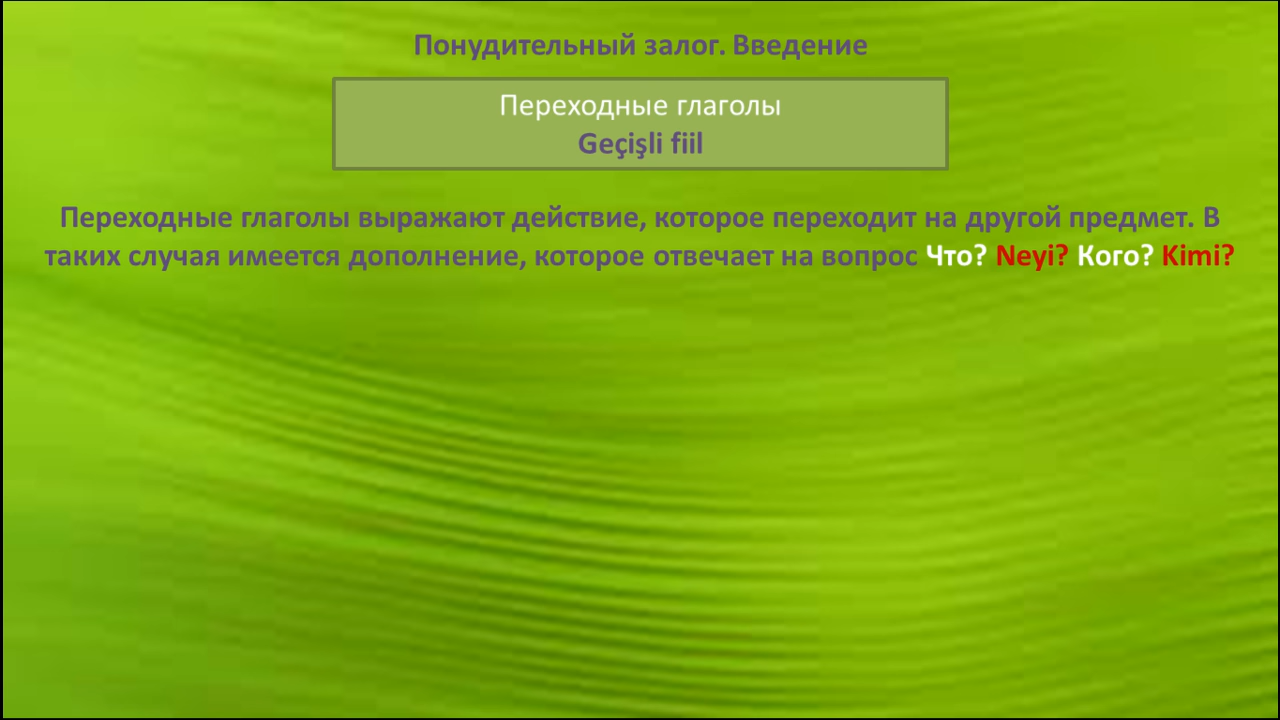 Понудительный залог. Введение
Переходные глаголы
Geçişli fiil
Переходные глаголы выражают действие, которое переходит на другой предмет. В
таких случая имеется дополнение, которое отвечает на вопрос Что? Neyi? Кого? Kimi?